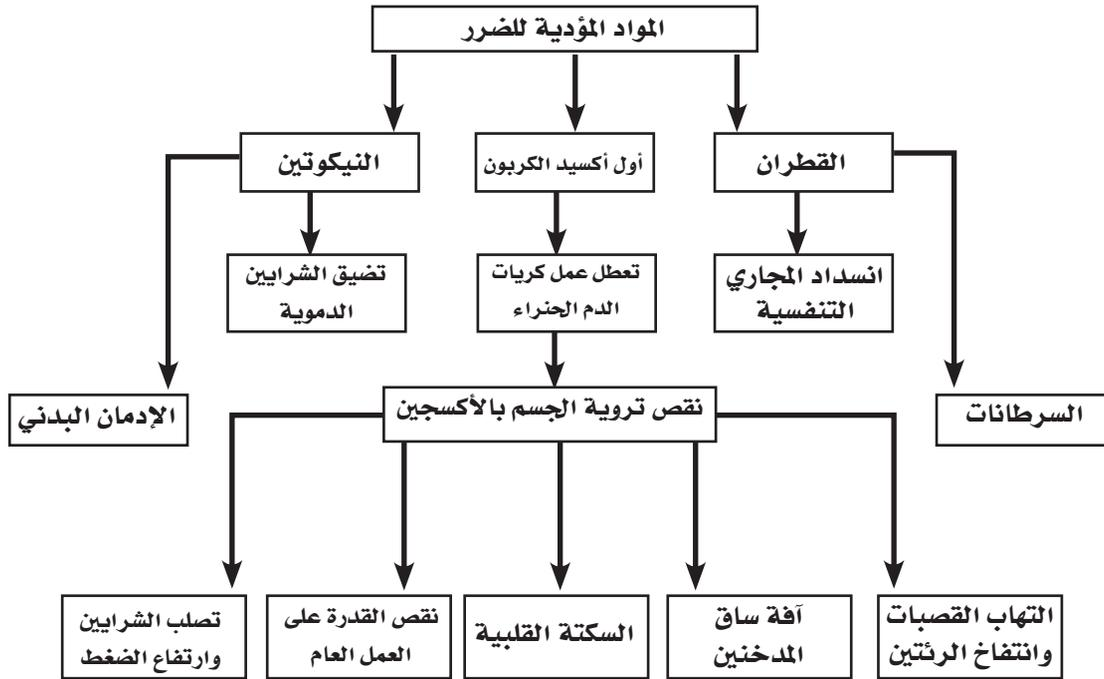 المواد المؤدية للضرر
القطران
أول أكسيد الكربون
النيكوتين
انسداد المجاري
التنفسية
تعطل عمل كريات
الدم الحنراء
تضيق الشرايين
الدموية
السرطانات
نقص تروية الجسم بالأكسجين
الإدمان البدني
التهاب القصبات
وانتفاخ الرئتين
آفة ساق
المدخنين
السكتة القلبية
نقص القدرة على
العمل العام
تصلب الشرايين
وارتفاع الضغط